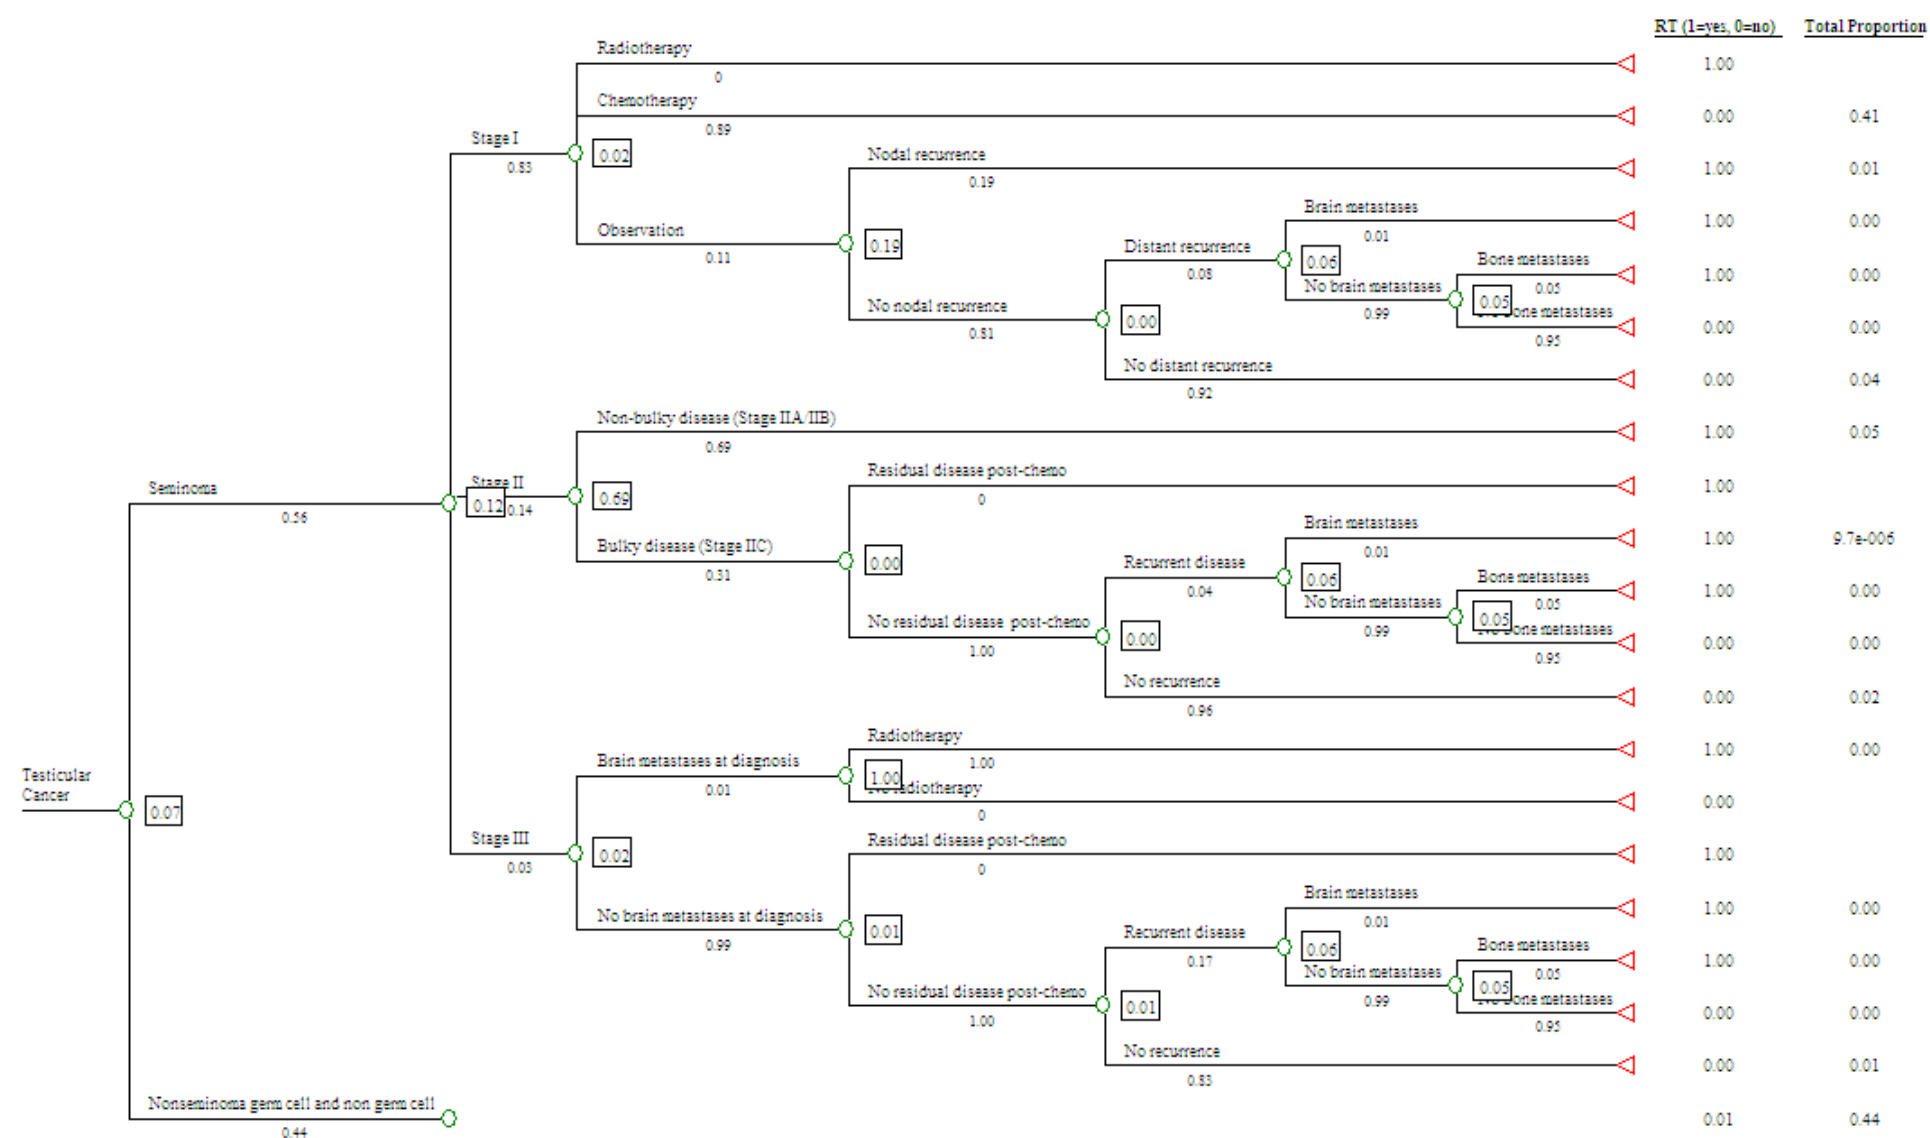 RT (1=yes, 0=no) Total Proportion
Radiotherapy
0
1.00
Chemotherapy
0.89
0.00 0.41
Stage I
0.83
0.02
Nodal recurrence
0.19
1.00 0.01
Observation
0.11
0.19
Brain metastases
0.01
1.00 0.00
Distant recurrence
0.08
0.06
Bone metastases
0.05
1.00 0.00
No brain metastases
0.99
0.05
one metastases
0.95
0.00 0.00
No nodal recurrence
0.81
0.00
No distant recurrence
0.92
0.00 0.04
Non-bulky disease (Stage IIA/IIB)
0.69
1.00 0.05
Seminoma
0.56
0.12
Stage II
0.14
0.69
Residual disease post-chemo
0
1.00
Bulky disease (Stage IIC)
0.31
0.00
Brain metastases
0.01
1.00 9.7e-006
Recurrent disease
0.04
0.06
Bone metastases
0.05
1.00 0.00
No brain metastases
0.99
0.05
one metastases
0.95
0.00 0.00
No residual disease post-chemo
1.00
0.00
No recurrence
0.96
0.00 0.02
Radiotherapy
1.00
1.00 0.00
Brain metastases at diagnosis
0.01
1.00
adiotherapy
0
0.00
Testicular
Cancer
0.07
Stage III
0.03
0.02
Residual disease post-chemo
0
1.00
No brain metastases at diagnosis
0.99
0.01
Brain metastases
0.01
1.00 0.00
Recurrent disease
0.17
0.06
Bone metastases
0.05
1.00 0.00
No brain metastases
0.99
0.05
one metastases
0.95
0.00 0.00
No residual disease post-chemo
1.00
0.01
No recurrence
0.83
0.00 0.01
Nonseminoma germ cell and non germ cell
0.44
0.01 0.44